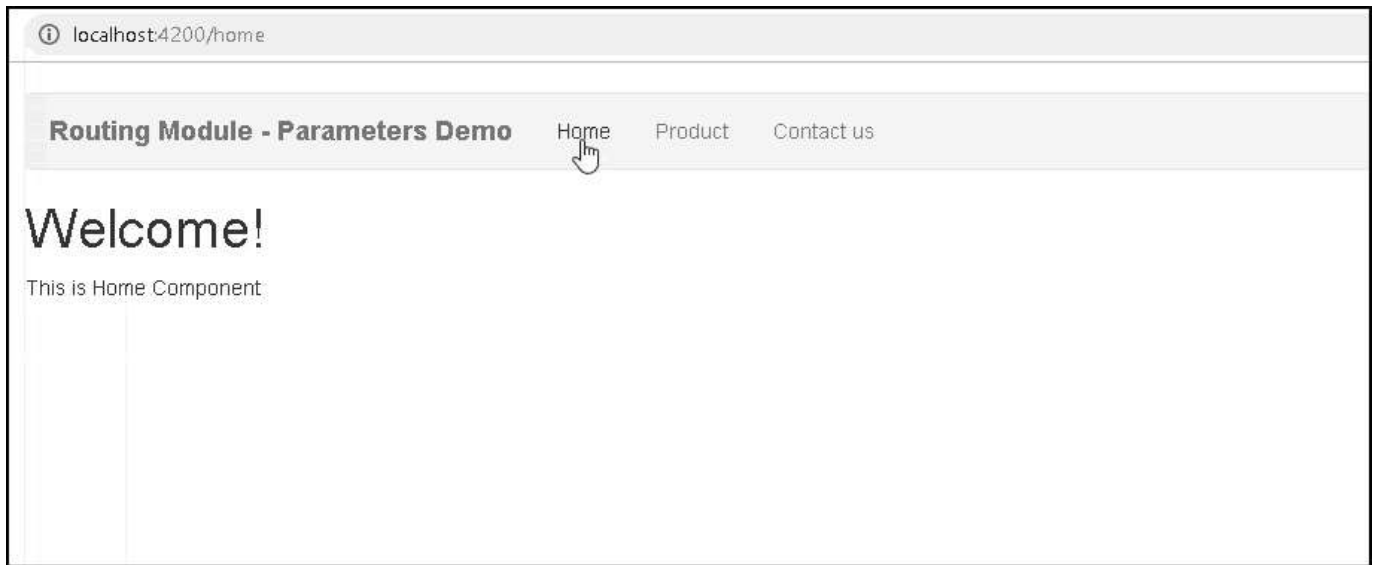 localhost:4200/home
Routing Module - Parameters Demo Home Product Contact us
Welcome!
This is Home Component